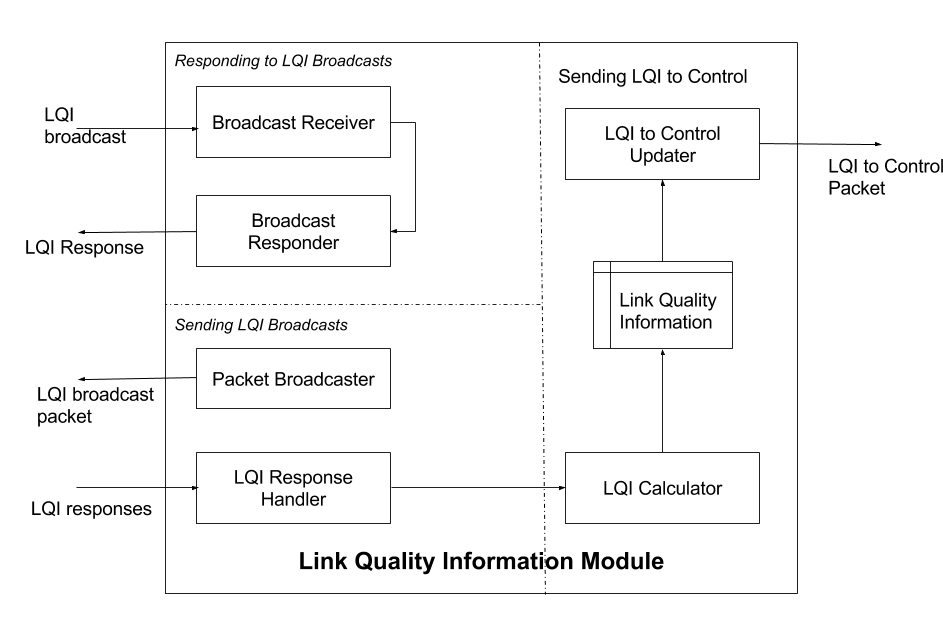 Responding to LQI Broadcasts
LQI
broadcast
Broadcast Receiver
Broadcast
Responder
LQI Response
Sending LQI Broadcasts
Packet Broadcaster
LQI broadcast
packet
LQI Response
Handler
LQI responses
Sending LQI to Control
LQI to Control
Updater
LQI to Control
Packet
Link Quality
Information
LQI Calculator
Link Quality Information Module